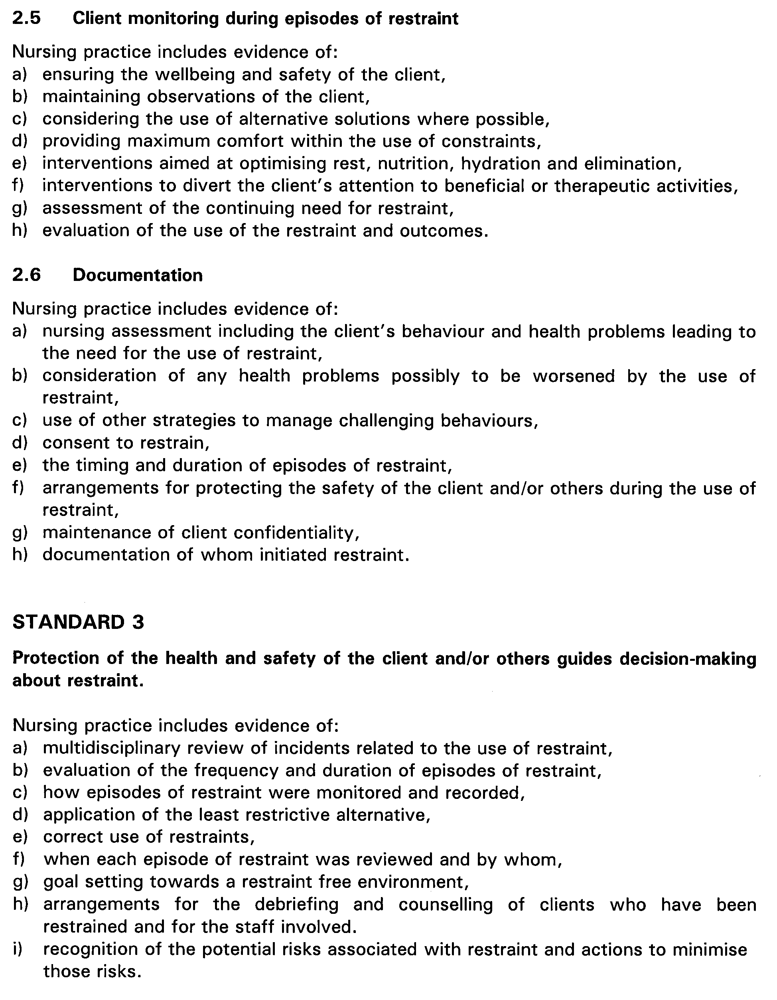 2.5 Client monitoring during episodes of restraint
Nursing practice includes evidence of:
a) ensuring the wellbeing and safety of the client,
b) maintaining observations of the client,
c) considering the use of alternative solutions where possible,
d) providing maximum comfort within the use of constraints,
e) interventions aimed at optimising rest, nutrition, hydration and elimination,
f) interventions to divert the client's attention to beneficial or therapeutic activities,
g) assessment of the continuing need for restraint,
h) evaluation of the use of the restraint and outcomes.
2.6 Documentation
Nursing practice includes evidence of:
a) nursing assessment including the client's behaviour and health problems leading to
the need for the use of restraint,
b) consideration of any health problems possibly to be worsened by the use of
restraint,
c) use of other strategies to manage challenging behaviours,
d) consent to restrain,
e) the timing and duration of episodes of restraint,
f) arrangements for protecting the safety of the client and/or others during the use of
restraint,
g) maintenance of client confidentiality,
h) documentation of whom initiated restraint.
STANDARD 3
Protection of the health and safety of the client and/or others guides decision-making
about restraint.
Nursing practice includes evidence of:
a) multidisciplinary review of incidents related to the use of restraint,
b) evaluation of the frequency and duration of episodes of restraint,
c) how episodes of restraint were monitored and recorded,
d) application of the least restrictive alternative,
e) correct use of restraints,
f) when each episode of restraint was reviewed and by whom,
g) goal setting towards a restraint free environment,
h) arrangements for the debriefing and counselling of clients who have been
restrained and for the staff involved.
i) recognition of the potential risks associated with restraint and actions to minimise
those risks.